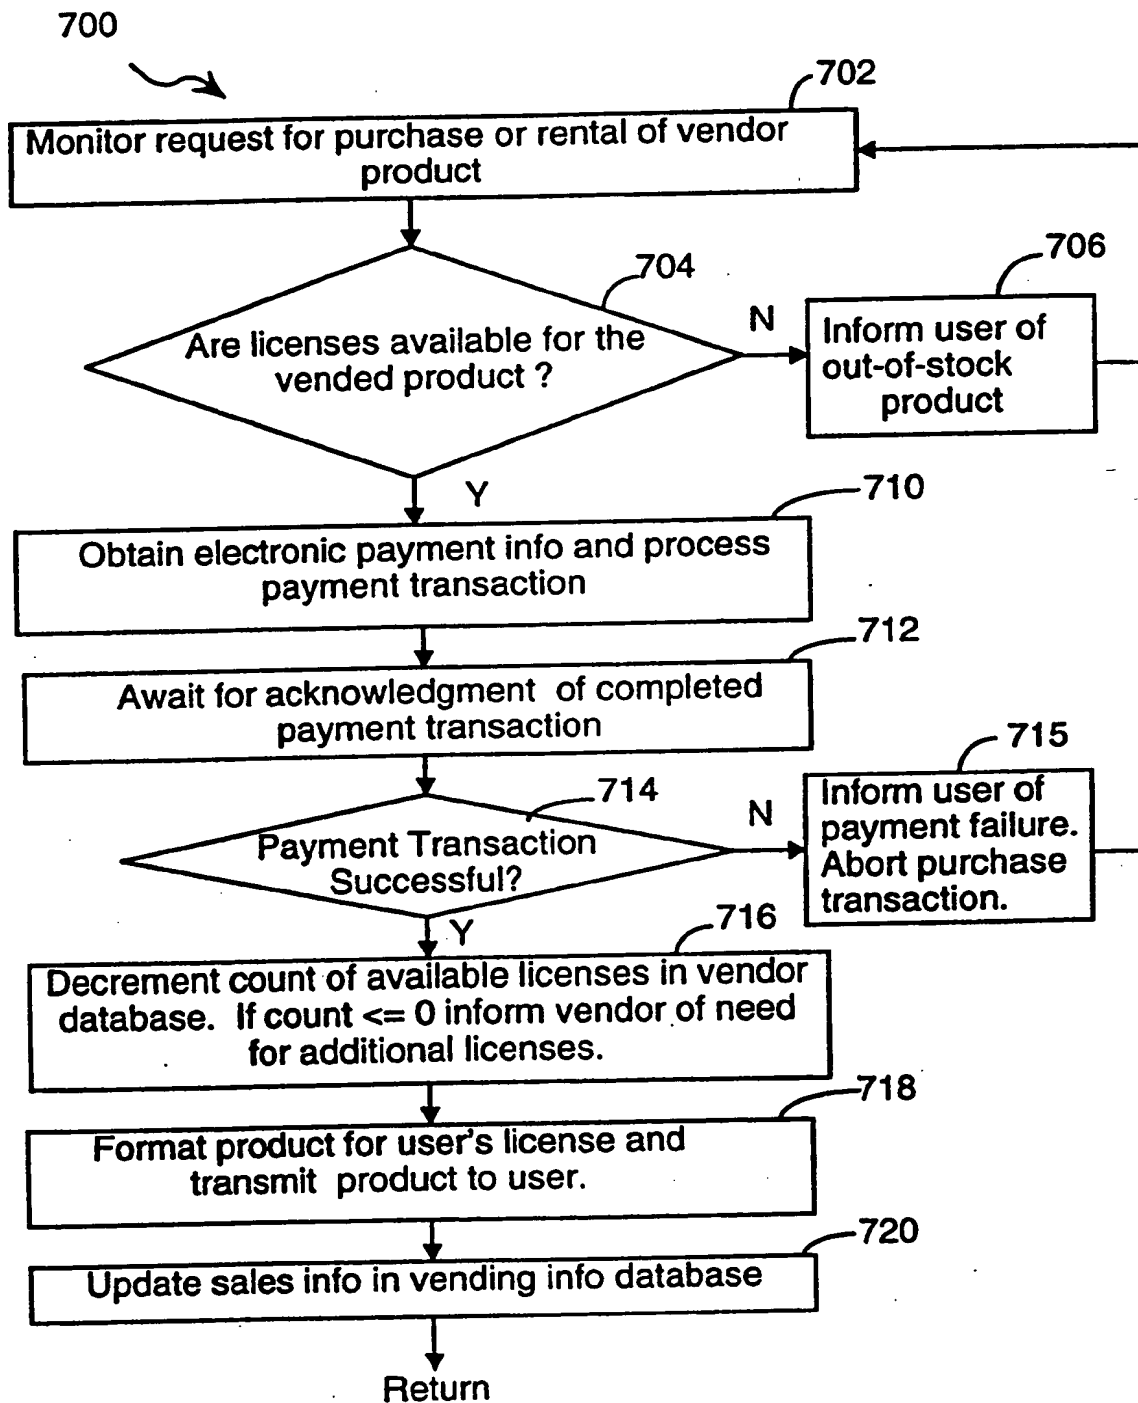 700
702
Monitor request for purchase or rental of vendor
product
704
706
Are licenses available for the
vended product ?
N
Inform user of
out-of-stock
product
Y
710
Obtain electronic payment info and process
payment transaction
712
Await for acknowledgment of completed
payment transaction
714
715
Payment Transaction
Successful?
N
Inform user of
payment failure.
Abort purchase
transaction.
Y
716
Decrement count of available licenses in vendor
database. If count <= 0 inform vendor of need
for additional licenses.
718
Format product for user's license and
transmit product to user.
720
Update sales info in vending info database
Return